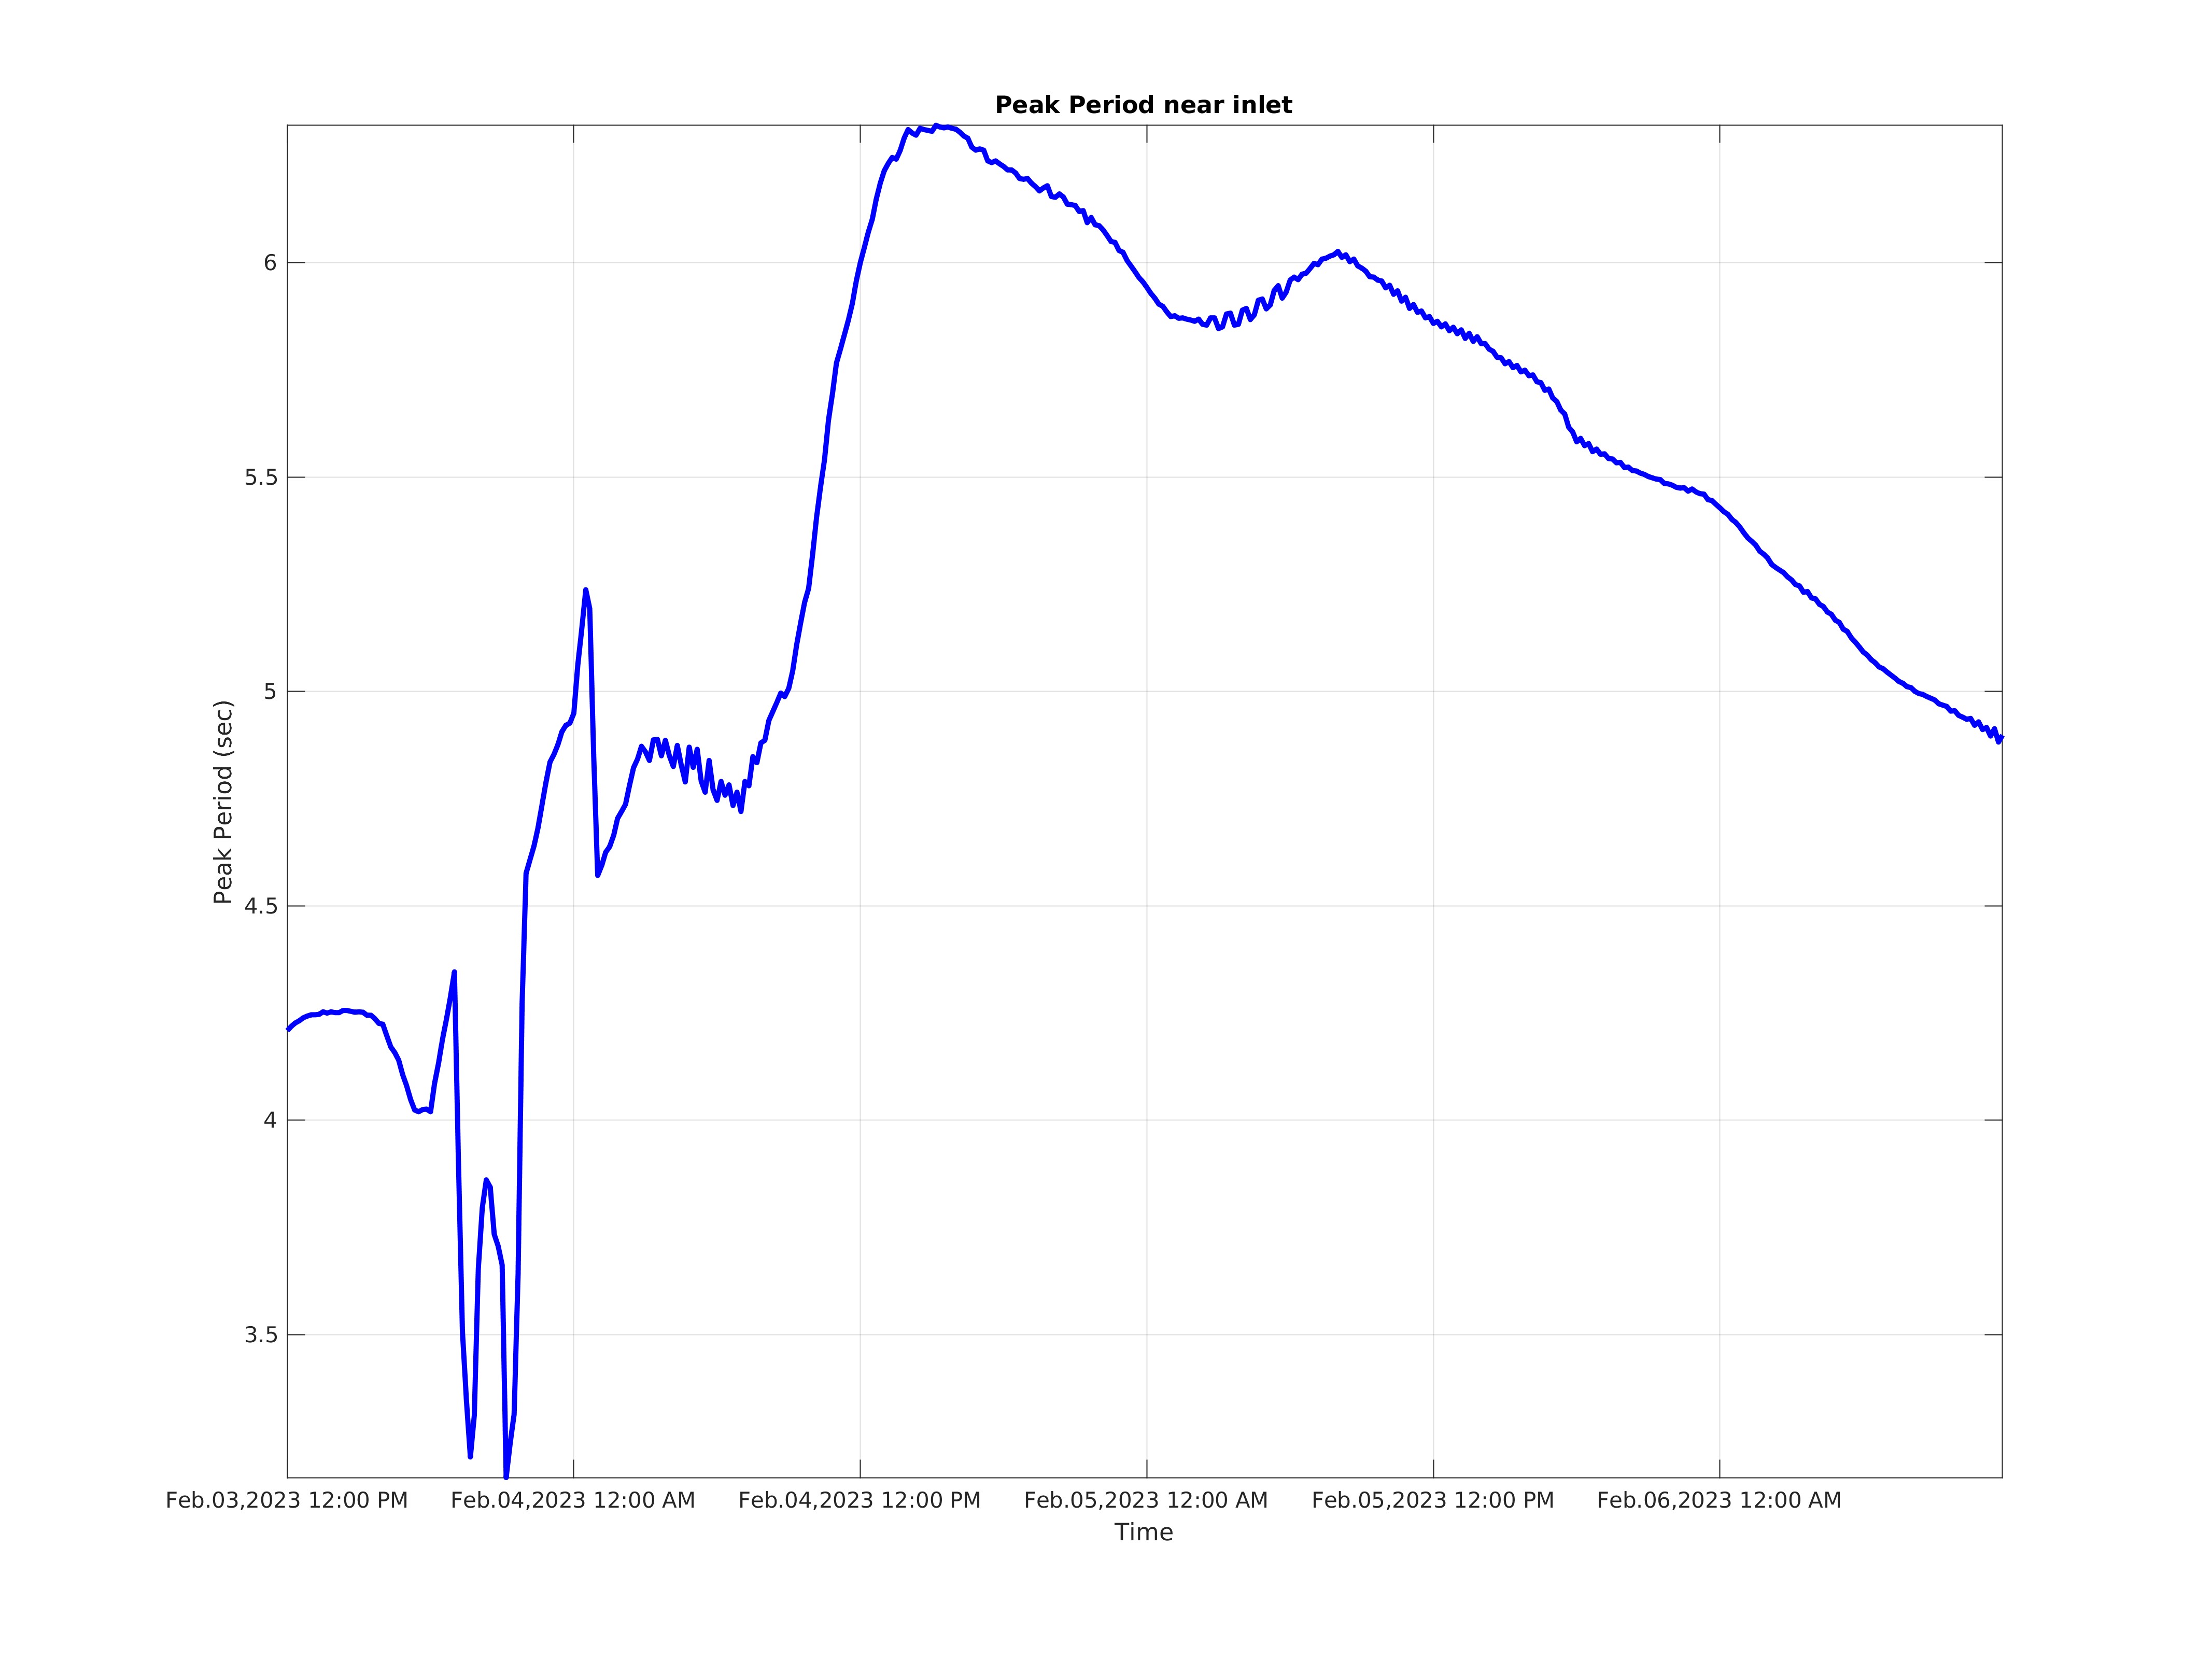 Peak Period near inlet
6
5.5
5
4.5
4
3.5
Peak Period (sec)
Feb.03,2023 12:00 PM
Feb.04,2023 12:00 AM
Feb.04,2023 12:00 PM
Feb.05,2023 12:00 AM
Feb.05,2023 12:00 PM
Feb.06,2023 12:00 AM
Time